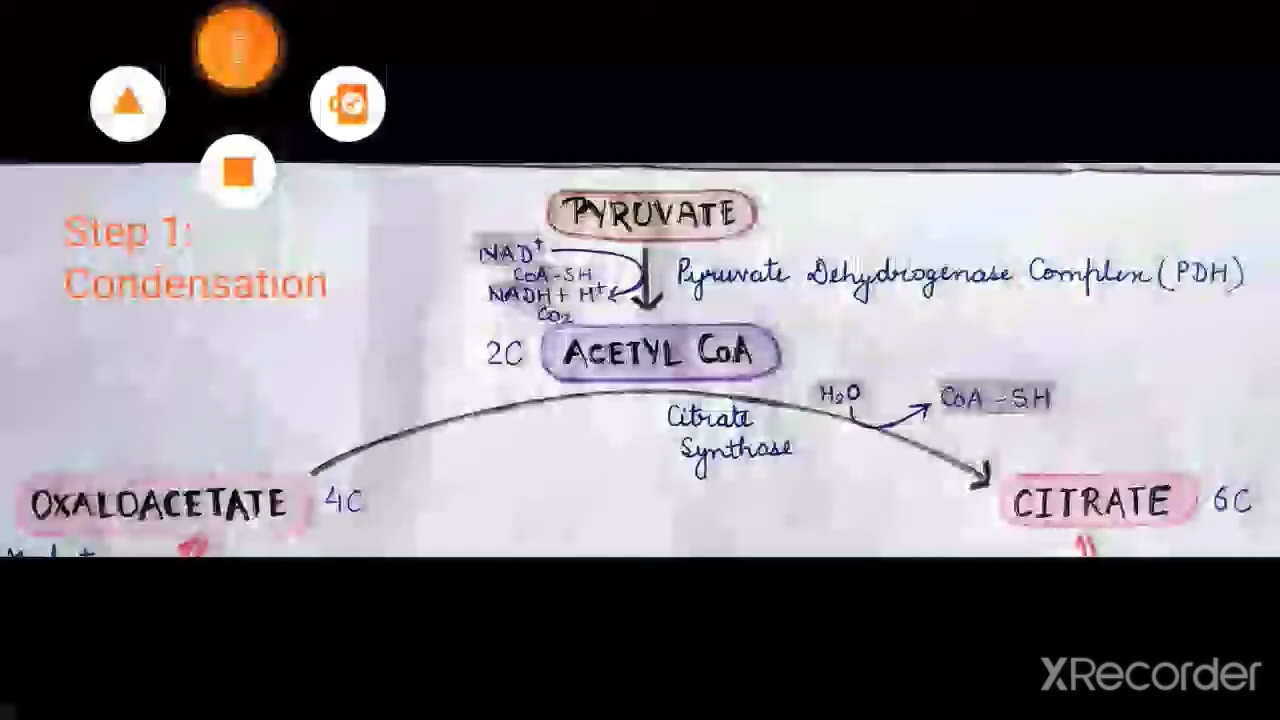 Step 1:
Condensation
PYRUVATE
NAD+
CoA-SH
NADH + H+
CO2
Pyruvate Dehydrogenase Complex (PDH)
2C
ACETYL CoA
Citrate
Synthase
H2O
CoA-SH
OXALOACETATE 4C
CITRATE 6C
XRecorder